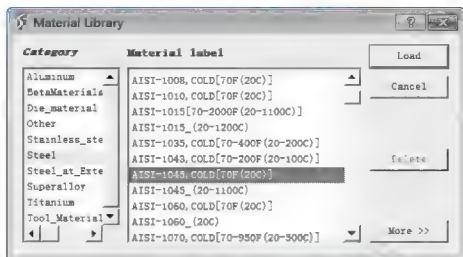 Material Library
Category
Material label
Load
Cancel
Delete
More >>
Aluminum
BetaMaterials
Die_material
Other
Stainless_ste
Steel
Steel_at_Exte
Superalloy
Titanium
Tool_Material
AISI-1008, COLD[70F(20C)]
AISI-1010, COLD[70F(20C)]
AISI-1015[70-2000F(20-1100C)]
AISI-1015_(20-1200C)
AISI-1035, COLD[70-400F(20-200C)]
AISI-1043, COLD[70-200F(20-100C)]
AISI-1045, COLD[70F(20C)]
AISI-1045_(20-1100C)
AISI-1060, COLD[70F(20C)]
AISI-1060_(20C)
AISI-1070, COLD[70-950F(20-500C)]